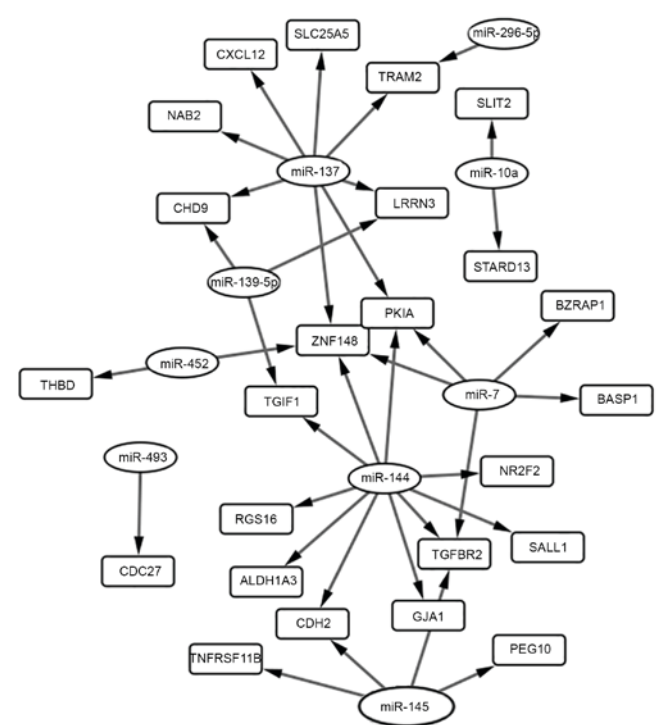 SLC25A5
miR-296-5p
CXCL12
TRAM2
SLIT2
NAB2
miR-137
miR-10a
CHD9
LRRN3
STARD13
miR-139-5p
BZRAP1
PKIA
ZNF148
miR-452
THBD
miR-7
BASP1
TGIF1
miR-493
NR2F2
miR-144
RGS16
SALL1
TGFBR2
CDC27
ALDH1A3
GJA1
CDH2
PEG10
TNFRSF11B
miR-145